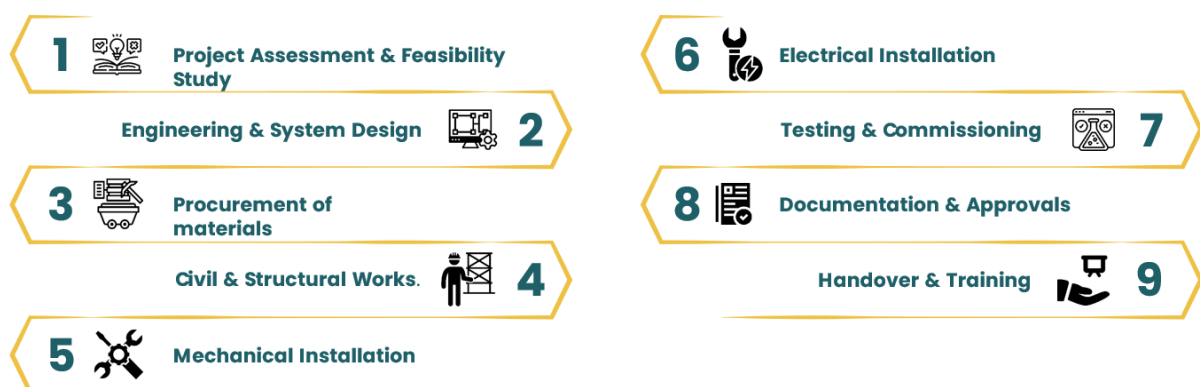 1
Project Assessment & Feasibility
Study
Engineering & System Design
2
3
Procurement of
materials
Civil & Structural Works.
4
5
Mechanical Installation
6
Electrical Installation
Testing & Commissioning
7
8
Documentation & Approvals
Handover & Training
9